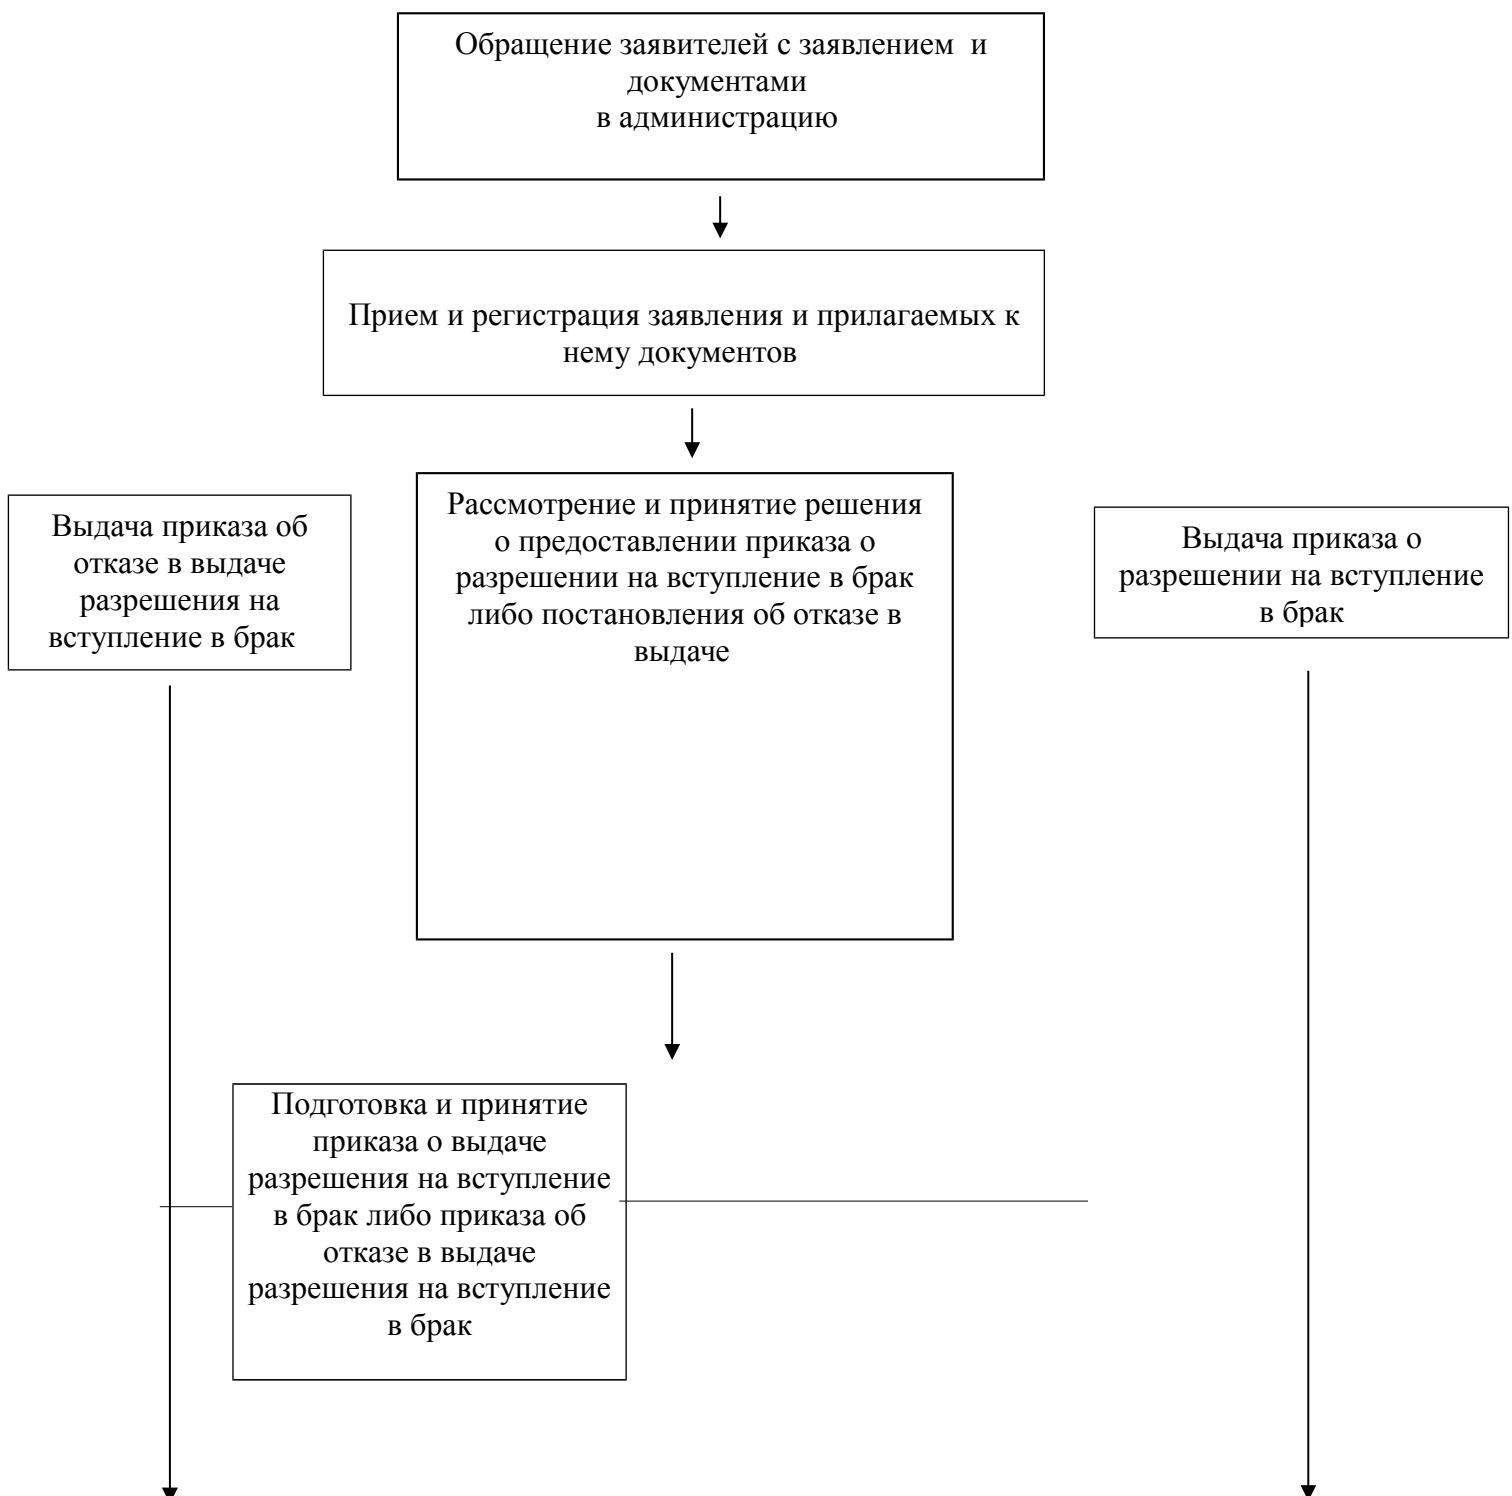 Обращение заявителей с заявлением и
документами
в администрацию
Прием и регистрация заявления и прилагаемых к
нему документов
Выдача приказа об
отказе в выдаче
разрешения на
вступление в брак
Рассмотрение и принятие решения
о предоставлении приказа о
разрешении на вступление в брак
либо постановления об отказе в
выдаче
Выдача приказа о
разрешении на вступление
в брак
Подготовка и принятие
приказа о выдаче
разрешения на вступление
в брак либо приказа об
отказе в выдаче
разрешения на вступление
в брак